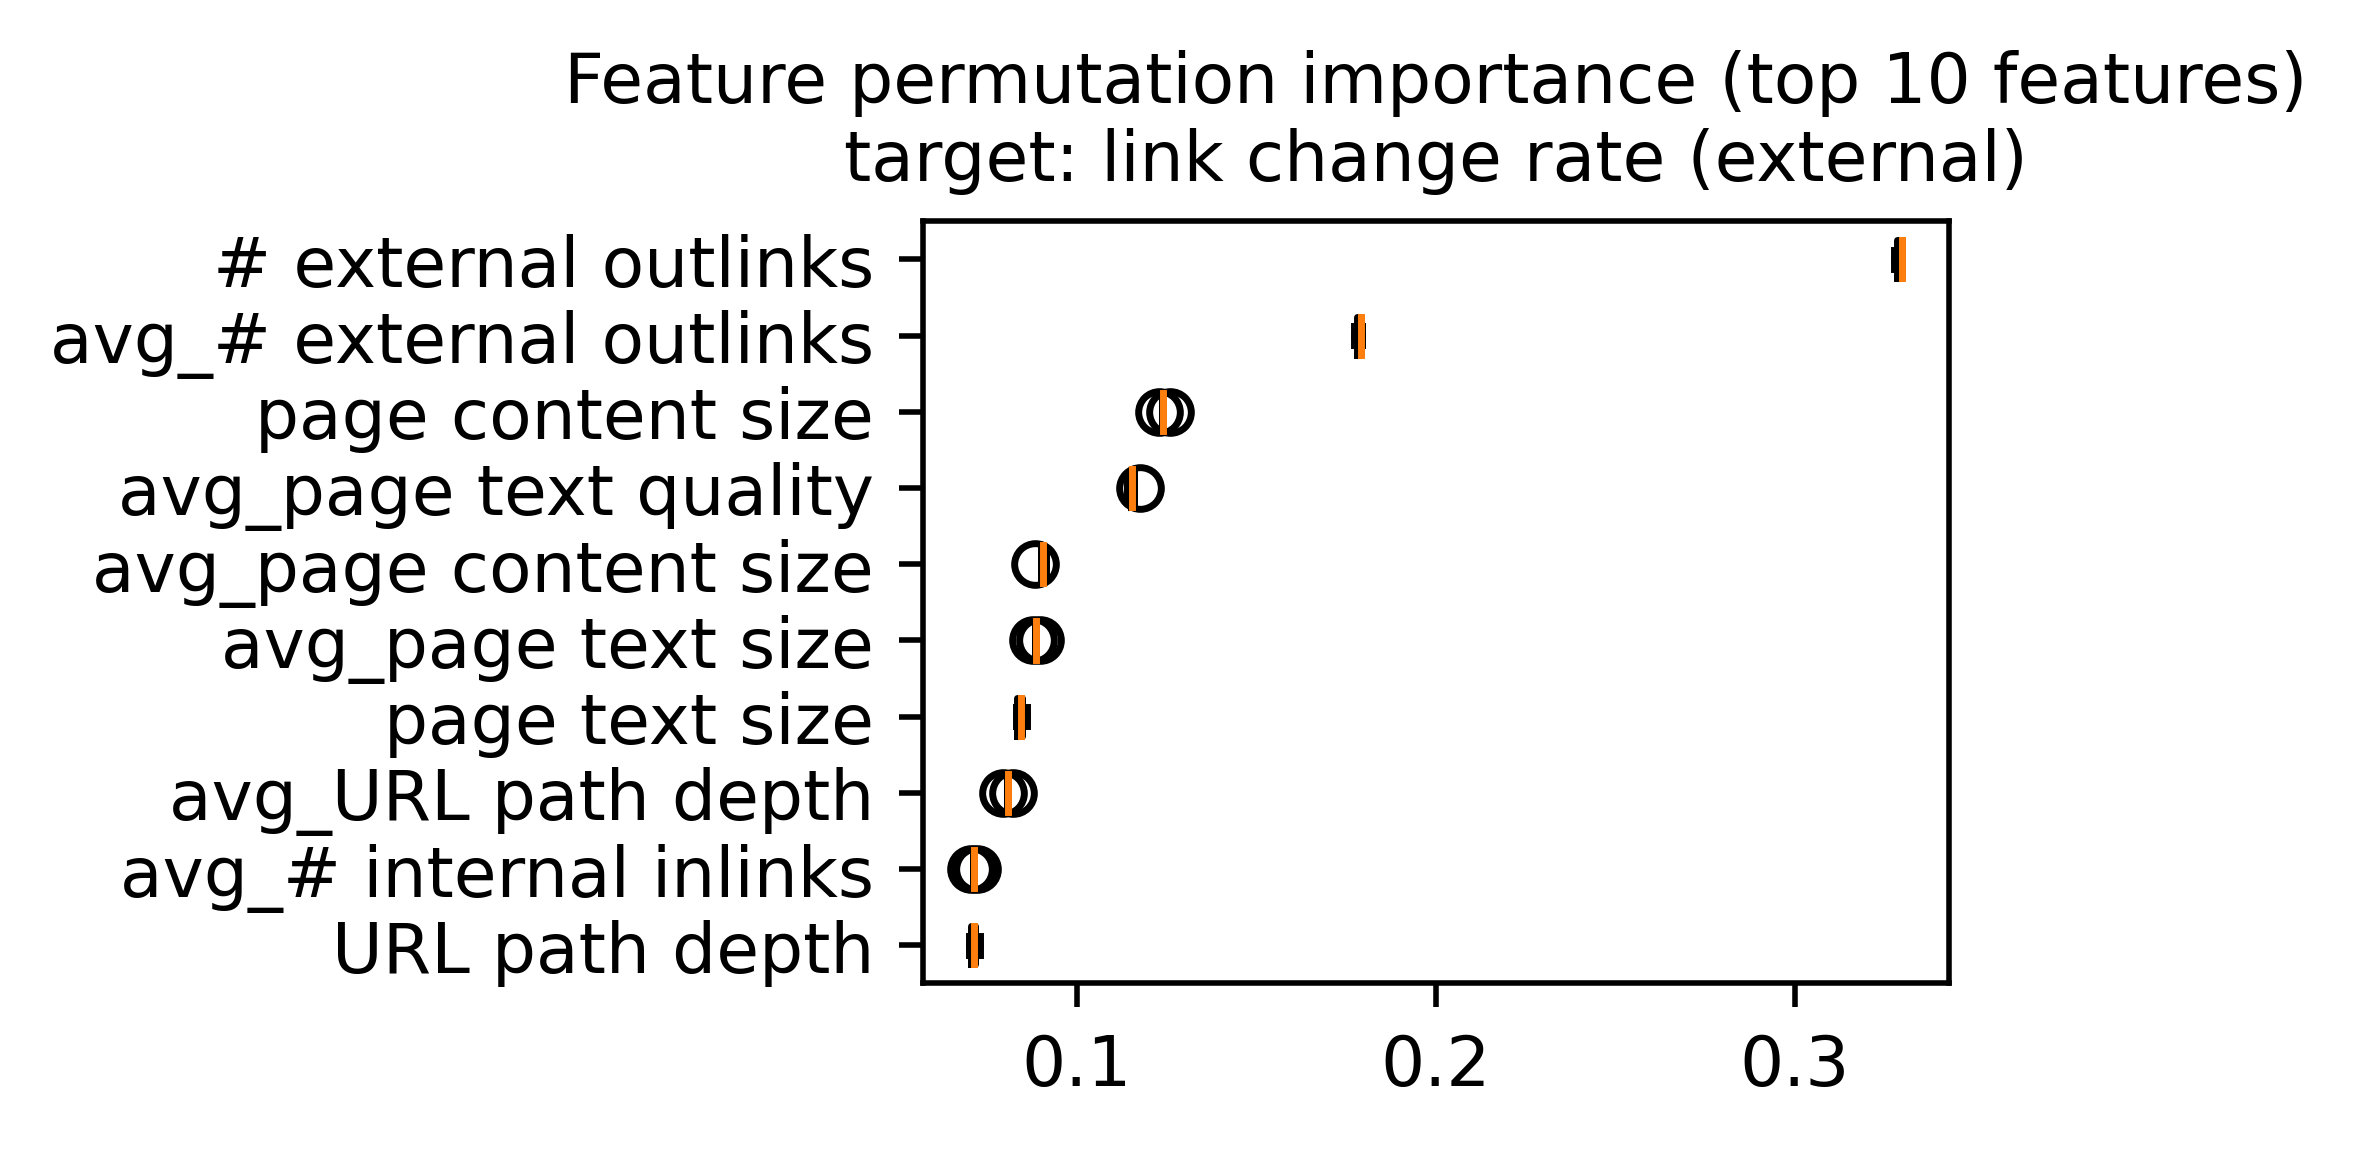 Feature permutation importance (top 10 features)
target: link change rate (external)
# external outlinks
avg_# external outlinks
page content size
avg_page text quality
avg_page content size
avg_page text size
page text size
avg_URL path depth
avg_# internal inlinks
URL path depth
0.1 0.2 0.3